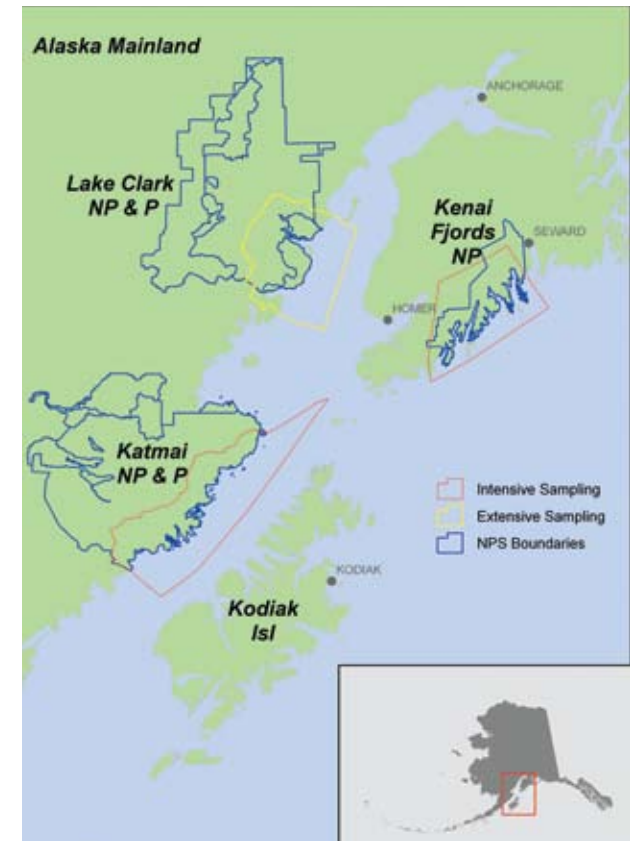 Alaska Mainland
ANCHORAGE
Lake Clark
NP & P
Kenai
Fjords
NP
SEWARD
HOMER
Katmai
NP & P
Intensive Sampling
Extensive Sampling
NPS Boundaries
KODIAK
Kodiak
Isl